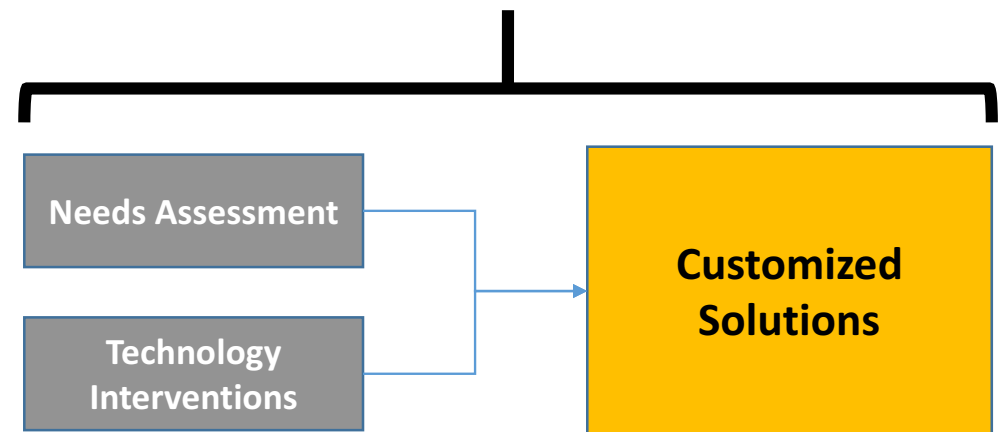 Needs Assessment
Technology
Interventions
Customized
Solutions